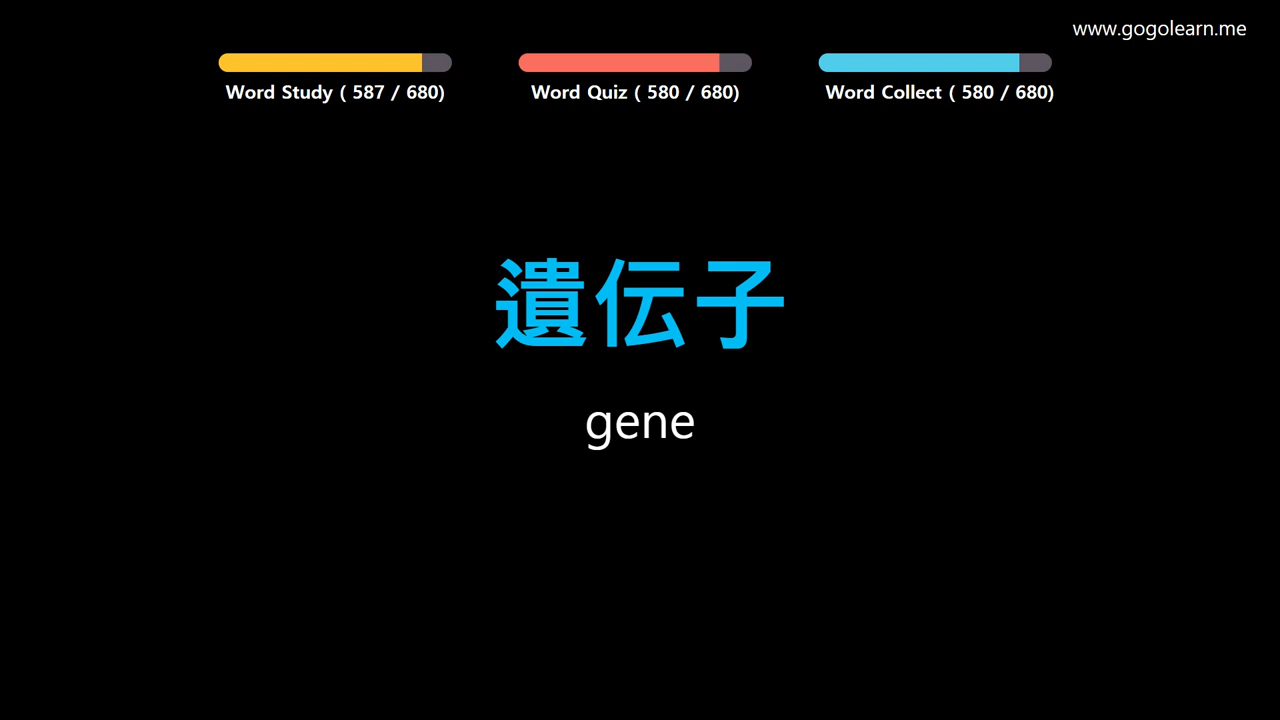 www.gogolearn.me
Word Study ( 587 / 680)
Word Quiz ( 580 / 680)
Word Collect ( 580 / 680)
遺伝子
gene